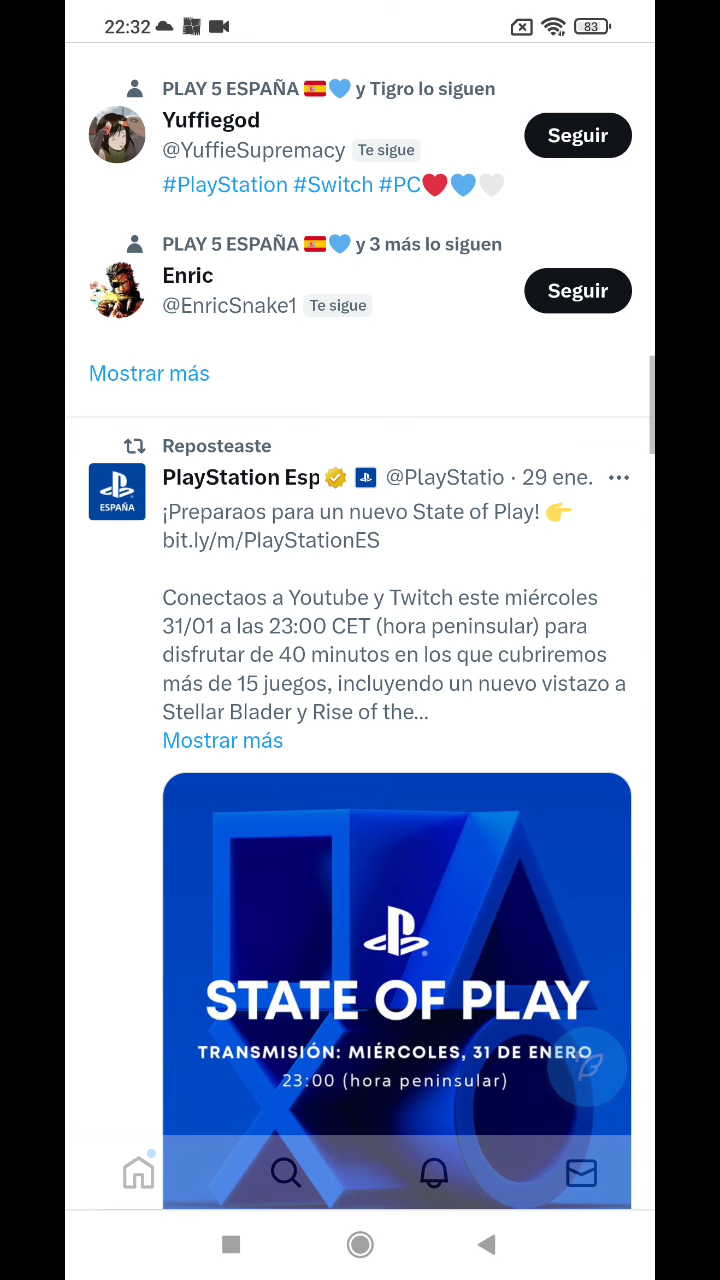 22:32
83
PLAY 5 ESPAÑA 🇪🇸💙 y Tigro lo siguen
Yuffiegod
@YuffieSupremacy Te sigue
Seguir
#PlayStation #Switch #PC❤️💙🤍
PLAY 5 ESPAÑA 🇪🇸💙 y 3 más lo siguen
Enric
@EnricSnake1 Te sigue
Seguir
Mostrar más
Reposteaste
PlayStation Esp @PlayStatio · 29 ene.
ESPAÑA
¡Preparaos para un nuevo State of Play! 👉
bit.ly/m/PlayStationES
Conectaos a Youtube y Twitch este miércoles
31/01 a las 23:00 CET (hora peninsular) para
disfrutar de 40 minutos en los que cubriremos
más de 15 juegos, incluyendo un nuevo vistazo a
Stellar Blader y Rise of the...
Mostrar más
STATE OF PLAY
TRANSMISIÓN: MIÉRCOLES, 31 DE ENERO
23:00 (hora peninsular)